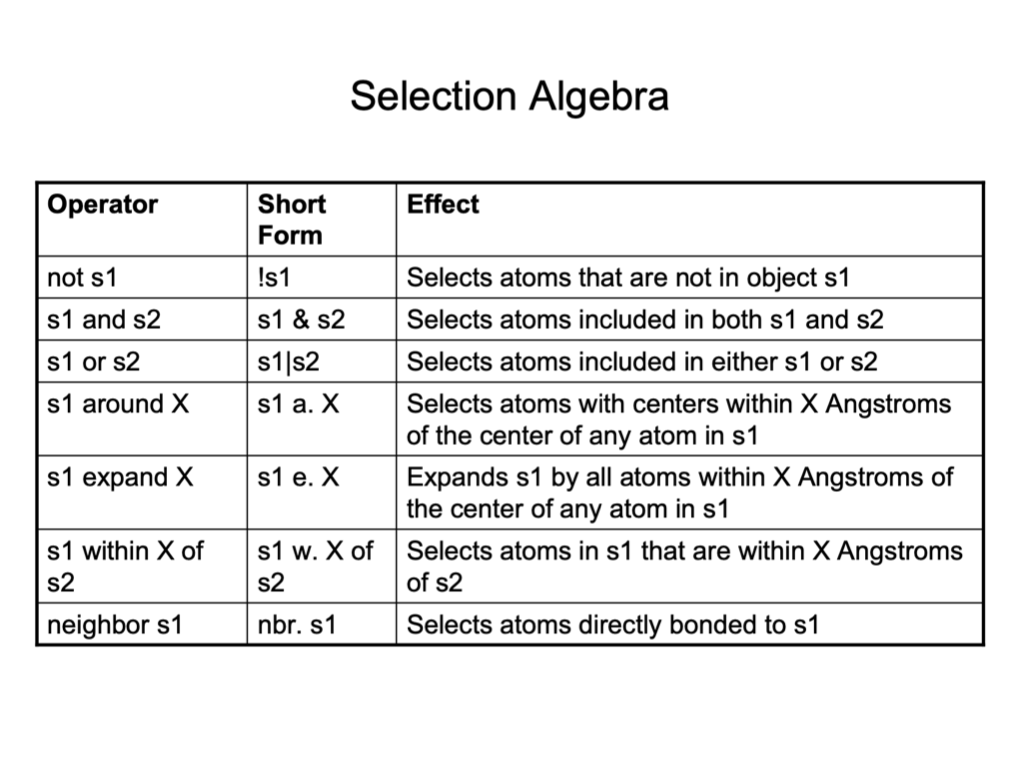 Selection Algebra
Operator
Short
Form
Effect
not s1
!s1
Selects atoms that are not in object s1
s1 and s2
s1 & s2
Selects atoms included in both s1 and s2
s1 or s2
s1|s2
Selects atoms included in either s1 or s2
s1 around X
s1 a. X
Selects atoms with centers within X Angstroms
of the center of any atom in s1
s1 expand X
s1 e. X
Expands s1 by all atoms within X Angstroms of
the center of any atom in s1
s1 within X of
s2
s1 w. X of
s2
Selects atoms in s1 that are within X Angstroms
of s2
neighbor s1
nbr. s1
Selects atoms directly bonded to s1